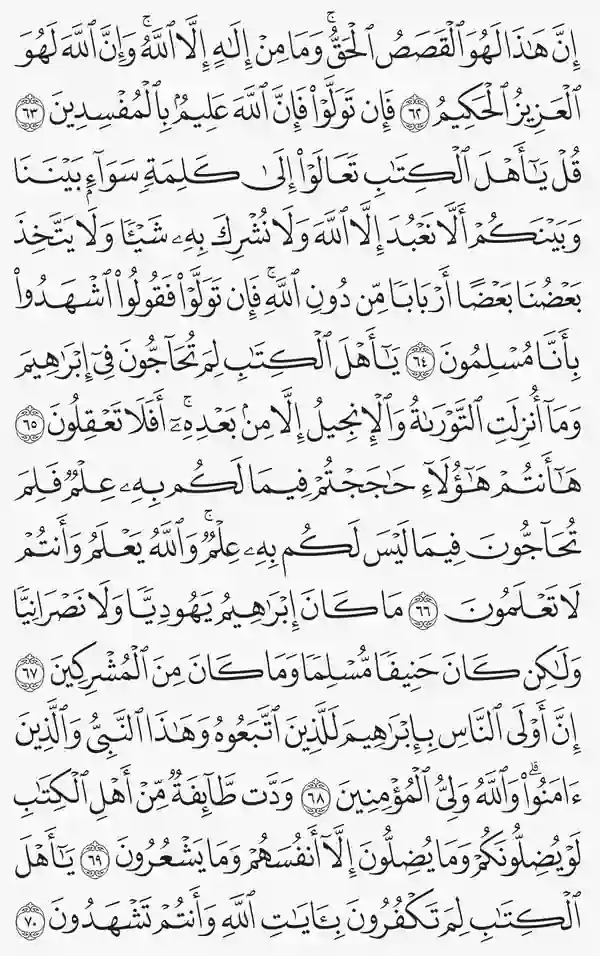 إِنَّ هَٰذَا لَهُوَ ٱلْقَصَصُ ٱلْحَقُّ ۚ وَمَا مِنْ إِلَٰهٍ إِلَّا ٱللَّهُ ۚ وَإِنَّ ٱللَّهَ لَهُوَ
ٱلْعَزِيزُ ٱلْحَكِيمُ ٦٢ فَإِن تَوَلَّوْا۟ فَإِنَّ ٱللَّهَ عَلِيمٌۢ بِٱلْمُفْسِدِينَ ٦٣
قُلْ يَٰٓأَهْلَ ٱلْكِتَٰبِ تَعَالَوْا۟ إِلَىٰ كَلِمَةٍ سَوَآءٍۭ بَيْنَنَا
وَبَيْنَكُمْ أَلَّا نَعْبُدَ إِلَّا ٱللَّهَ وَلَا نُشْرِكَ بِهِۦ شَيْـًٔا وَلَا يَتَّخِذَ
بَعْضُنَا بَعْضًا أَرْبَابًا مِّن دُونِ ٱللَّهِ ۚ فَإِن تَوَلَّوْا۟ فَقُولُوا۟ ٱشْهَدُوا۟
بِأَنَّا مُسْلِمُونَ ٦٤ يَٰٓأَهْلَ ٱلْكِتَٰبِ لِمَ تُحَآجُّونَ فِىٓ إِبْرَٰهِيمَ
وَمَآ أُنزِلَتِ ٱلتَّوْرَىٰةُ وَٱلْإِنجِيلُ إِلَّا مِنۢ بَعْدِهِۦٓ ۚ أَفَلَا تَعْقِلُونَ ٦٥
هَٰٓأَنتُمْ هَٰٓؤُلَآءِ حَٰجَجْتُمْ فِيمَا لَكُم بِهِۦ عِلْمٌ فَلِمَ
تُحَآجُّونَ فِيمَا لَيْسَ لَكُم بِهِۦ عِلْمٌ ۚ وَٱللَّهُ يَعْلَمُ وَأَنتُمْ
لَا تَعْلَمُونَ ٦٦ مَا كَانَ إِبْرَٰهِيمُ يَهُودِيًّا وَلَا نَصْرَانِيًّا
وَلَٰكِن كَانَ حَنِيفًا مُّسْلِمًا وَمَا كَانَ مِنَ ٱلْمُشْرِكِينَ ٦٧
إِنَّ أَوْلَى ٱلنَّاسِ بِإِبْرَٰهِيمَ لَلَّذِينَ ٱتَّبَعُوهُ وَهَٰذَا ٱلنَّبِىُّ وَٱلَّذِينَ
ءَامَنُوا۟ ۗ وَٱللَّهُ وَلِىُّ ٱلْمُؤْمِنِينَ ٦٨ وَدَّت طَّآئِفَةٌ مِّنْ أَهْلِ ٱلْكِتَٰبِ
لَوْ يُضِلُّونَكُمْ وَمَا يُضِلُّونَ إِلَّآ أَنفُسَهُمْ وَمَا يَشْعُرُونَ ٦٩ يَٰٓأَهْلَ
ٱلْكِتَٰبِ لِمَ تَكْفُرُونَ بِـَٔايَٰتِ ٱللَّهِ وَأَنتُمْ تَشْهَدُونَ ٧٠